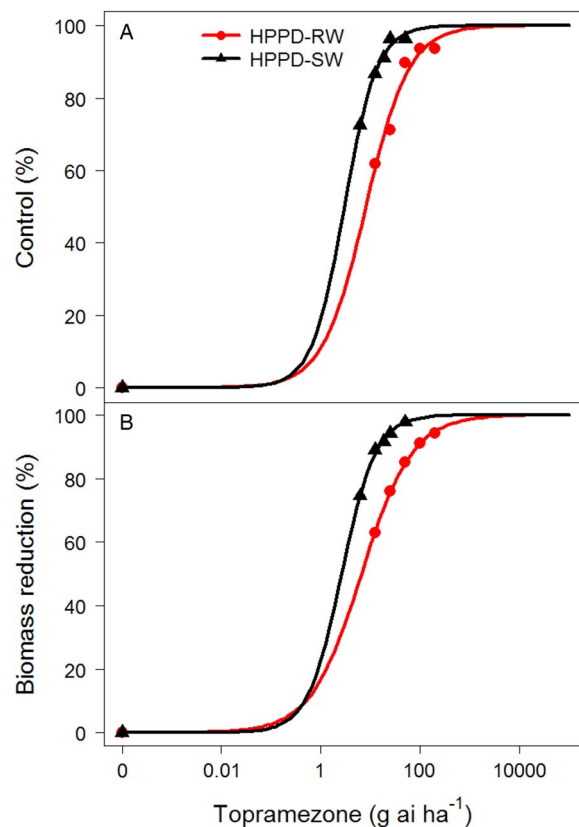 A
HPPD-RW
HPPD-SW
100
80
60
40
20
0
Control (%)
B
100
80
60
40
20
0
Biomass reduction (%)
0 0.01 1 100 10000
Topramezone (g ai ha⁻¹)